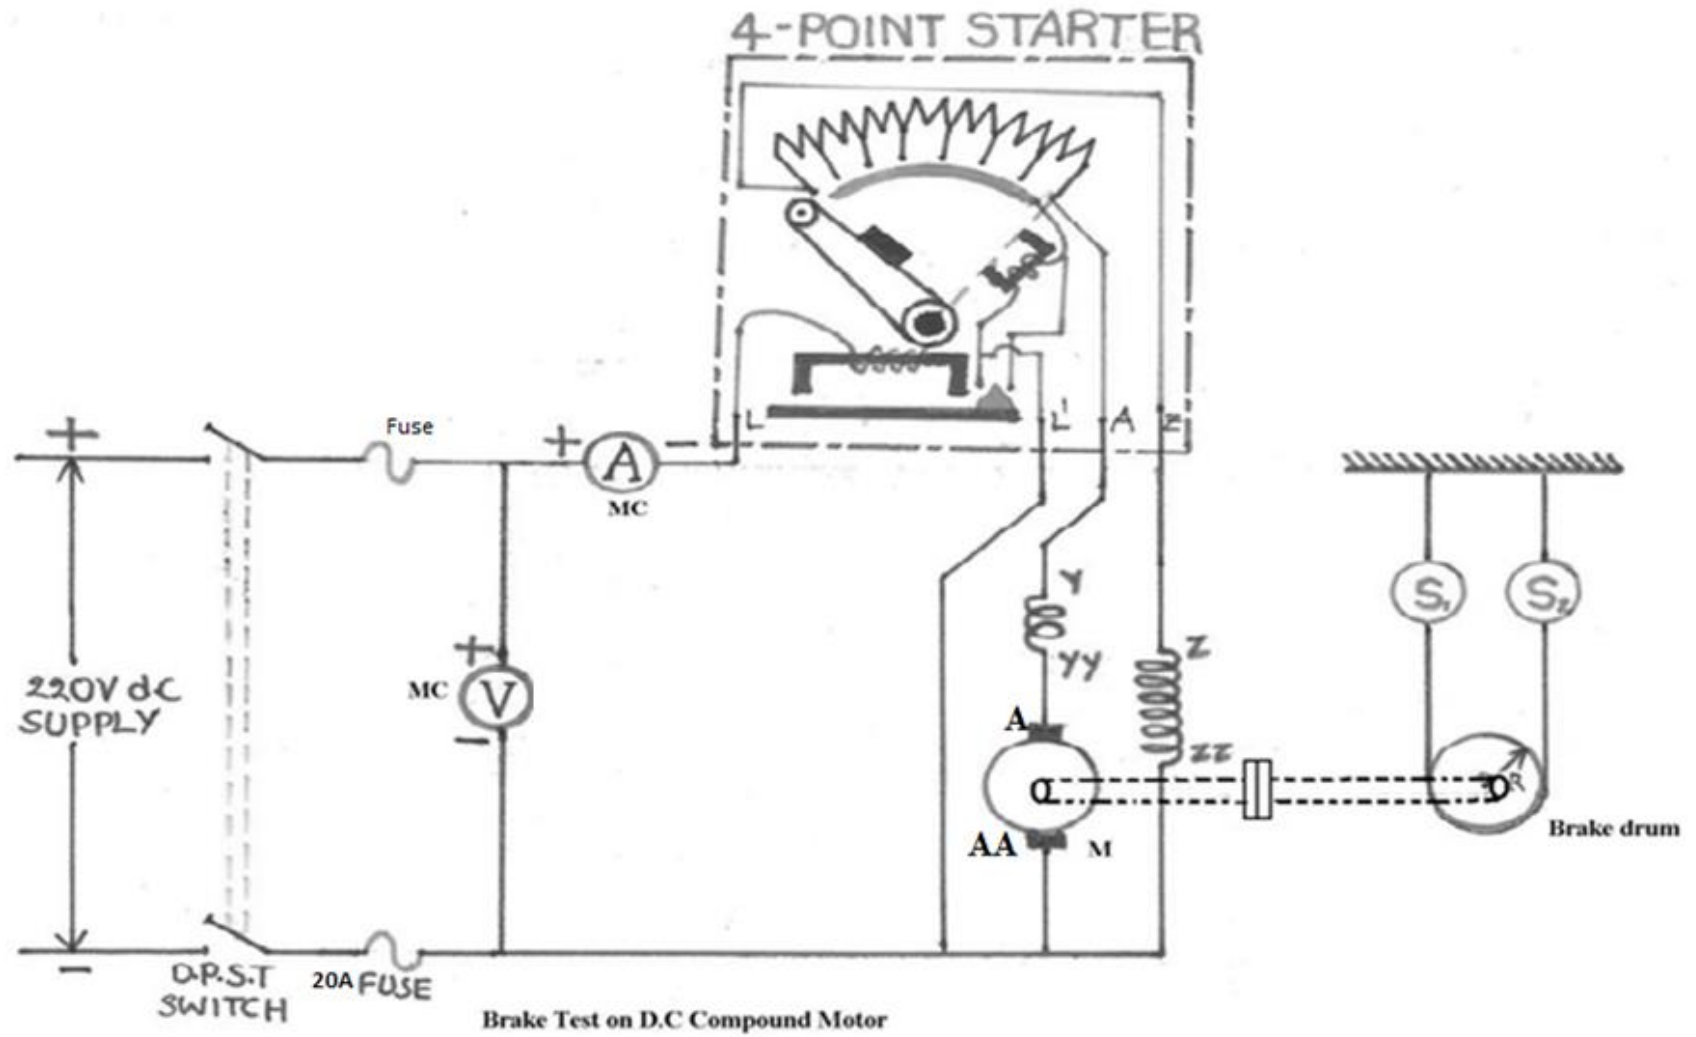 4-POINT STARTER
L
L'
A
Z
+
Fuse
+
A
-
MC
S₁
S₂
Y
YY
Z
ZZ
220V dC
SUPPLY
+
MC
V
-
A
AA
M
R
Brake drum
-
D.P.S.T
SWITCH
20A FUSE
Brake Test on D.C Compound Motor